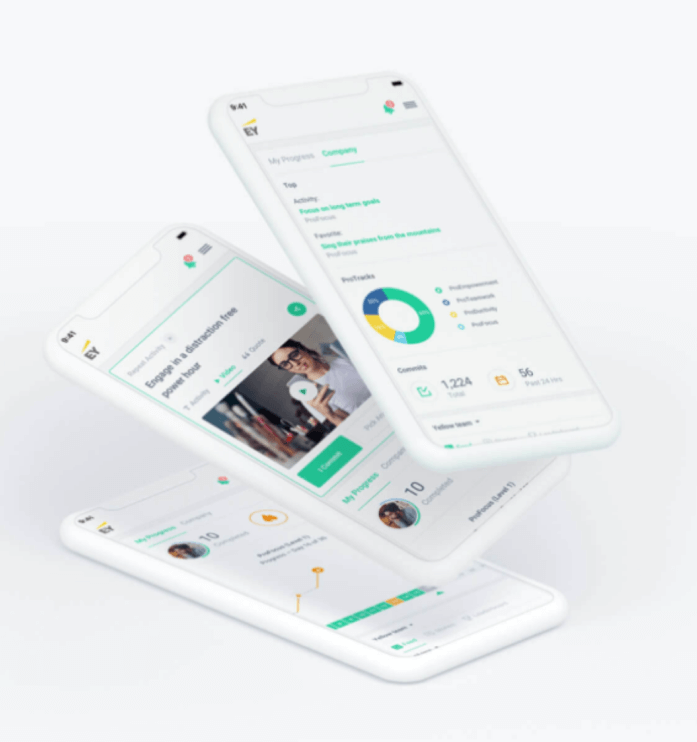 9:41
EY
My Progress Company
Top
Activity:
Focus on long term goals
ProFocus
Favorite:
Sing their praises from the mountains
ProFocus
ProTracks
ProEmpowerment
ProTeamwork
ProFocus
Commits
1,224
Total
56
Past 24 Hrs
Yellow team
9:41
EY
Repeat Activity
Engage in a distraction free
power hour
Activity Video Quote
I Commit
My Progress
10
Completed
ProFocus (Level 1)
9:41
EY
My Progress Company
10
Completed
ProFocus (Level 1)
Yellow team